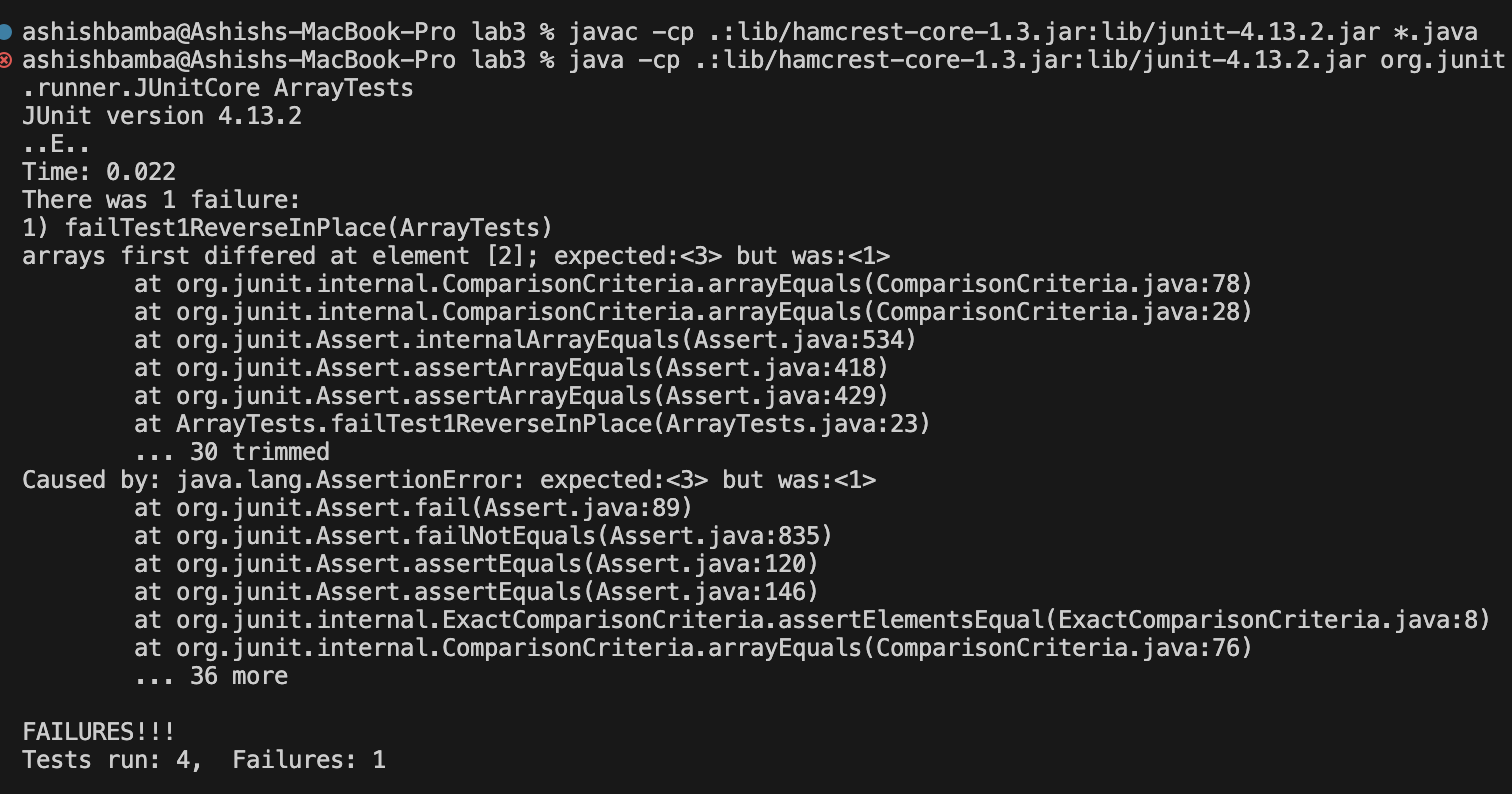 ashishbamba@Ashishs-MacBook-Pro lab3 % javac -cp .:lib/hamcrest-core-1.3.jar:lib/junit-4.13.2.jar *.java
ashishbamba@Ashishs-MacBook-Pro lab3 % java -cp .:lib/hamcrest-core-1.3.jar:lib/junit-4.13.2.jar org.junit
.runner.JUnitCore ArrayTests
JUnit version 4.13.2
..E..
Time: 0.022
There was 1 failure:
1) failTest1ReverseInPlace(ArrayTests)
arrays first differed at element [2]; expected:<3> but was:<1>
        at org.junit.internal.ComparisonCriteria.arrayEquals(ComparisonCriteria.java:78)
        at org.junit.internal.ComparisonCriteria.arrayEquals(ComparisonCriteria.java:28)
        at org.junit.Assert.internalArrayEquals(Assert.java:534)
        at org.junit.Assert.assertArrayEquals(Assert.java:418)
        at org.junit.Assert.assertArrayEquals(Assert.java:429)
        at ArrayTests.failTest1ReverseInPlace(ArrayTests.java:23)
        ... 30 trimmed
Caused by: java.lang.AssertionError: expected:<3> but was:<1>
        at org.junit.Assert.fail(Assert.java:89)
        at org.junit.Assert.failNotEquals(Assert.java:835)
        at org.junit.Assert.assertEquals(Assert.java:120)
        at org.junit.Assert.assertEquals(Assert.java:146)
        at org.junit.internal.ExactComparisonCriteria.assertElementsEqual(ExactComparisonCriteria.java:8)
        at org.junit.internal.ComparisonCriteria.arrayEquals(ComparisonCriteria.java:76)
        ... 36 more

FAILURES!!!
Tests run: 4,  Failures: 1